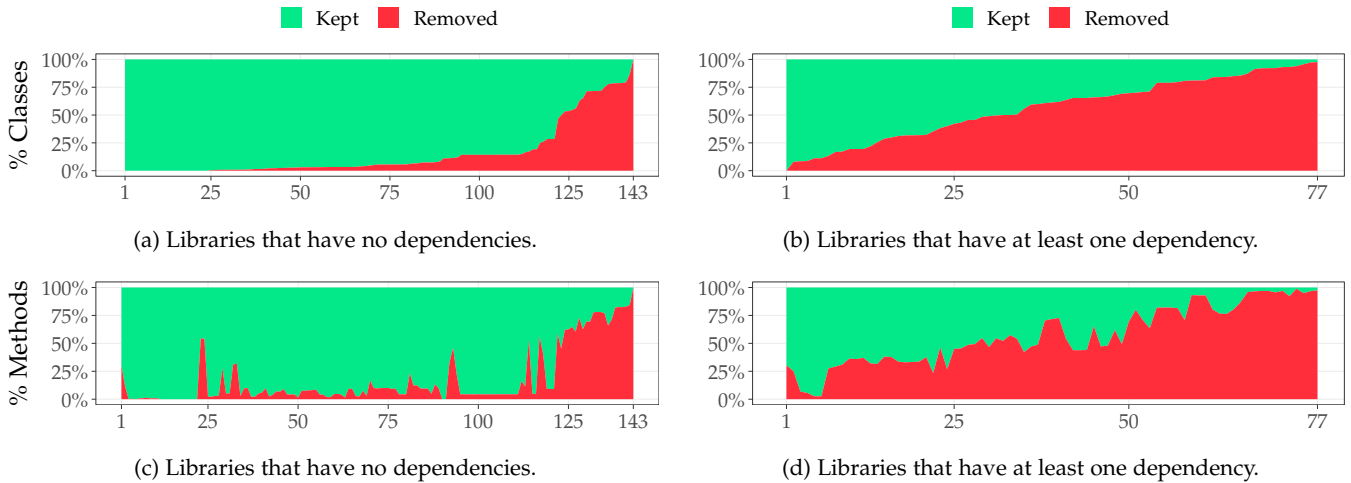 Kept Removed
Kept Removed
% Classes
100%
75%
50%
25%
0%
1 25 50 75 100 125 143
100%
75%
50%
25%
0%
1 25 50 77
(a) Libraries that have no dependencies.
(b) Libraries that have at least one dependency.
% Methods
100%
75%
50%
25%
0%
1 25 50 75 100 125 143
100%
75%
50%
25%
0%
1 25 50 77
(c) Libraries that have no dependencies.
(d) Libraries that have at least one dependency.